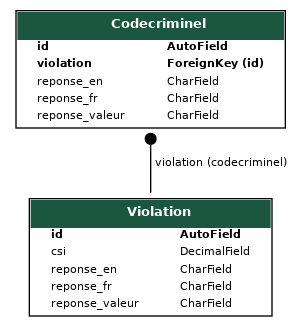 Codecriminel
id AutoField
violation ForeignKey (id)
reponse_en CharField
reponse_fr CharField
reponse_valeur CharField
violation (codecriminel)
Violation
id AutoField
csi DecimalField
reponse_en CharField
reponse_fr CharField
reponse_valeur CharField